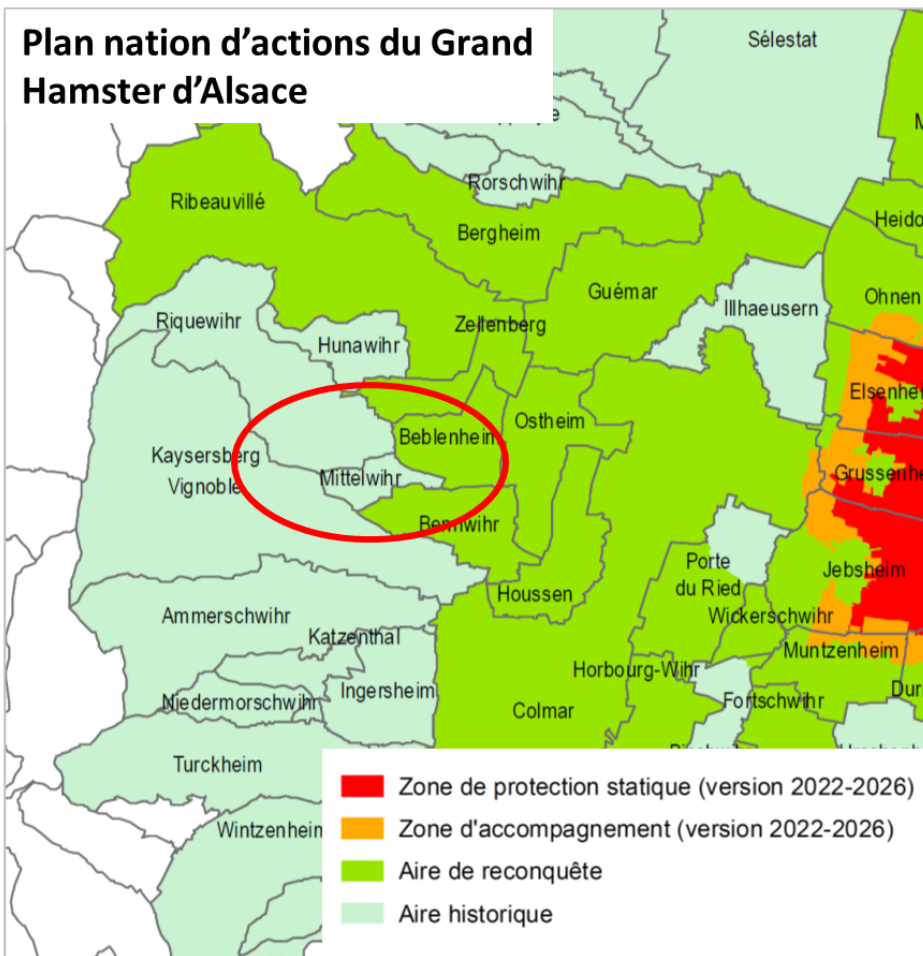 Plan nation d'actions du Grand
Hamster d'Alsace
Sélestat
Rorschwihr
Ribeauvillé
Bergheim
Heido
Guémar
Ohnen
Illhaeusern
Riquewihr
Zellenberg
Hunawihr
Elsenhe
Ostheim
Beblenheim
Kaysersberg
Vignoble
Mittelwihr
Grussenhe
Bennwihr
Porte
du Ried
Jebsheim
Houssen
Ammerschwihr
Wickerschwihr
Katzenthal
Muntzenheim
Horbourg-Wihr
Ingersheim
Niedermorschwihr
Fortschwihr
Dur
Colmar
Turckheim
Wintzenheim
Zone de protection statique (version 2022-2026)
Zone d'accompagnement (version 2022-2026)
Aire de reconquête
Aire historique